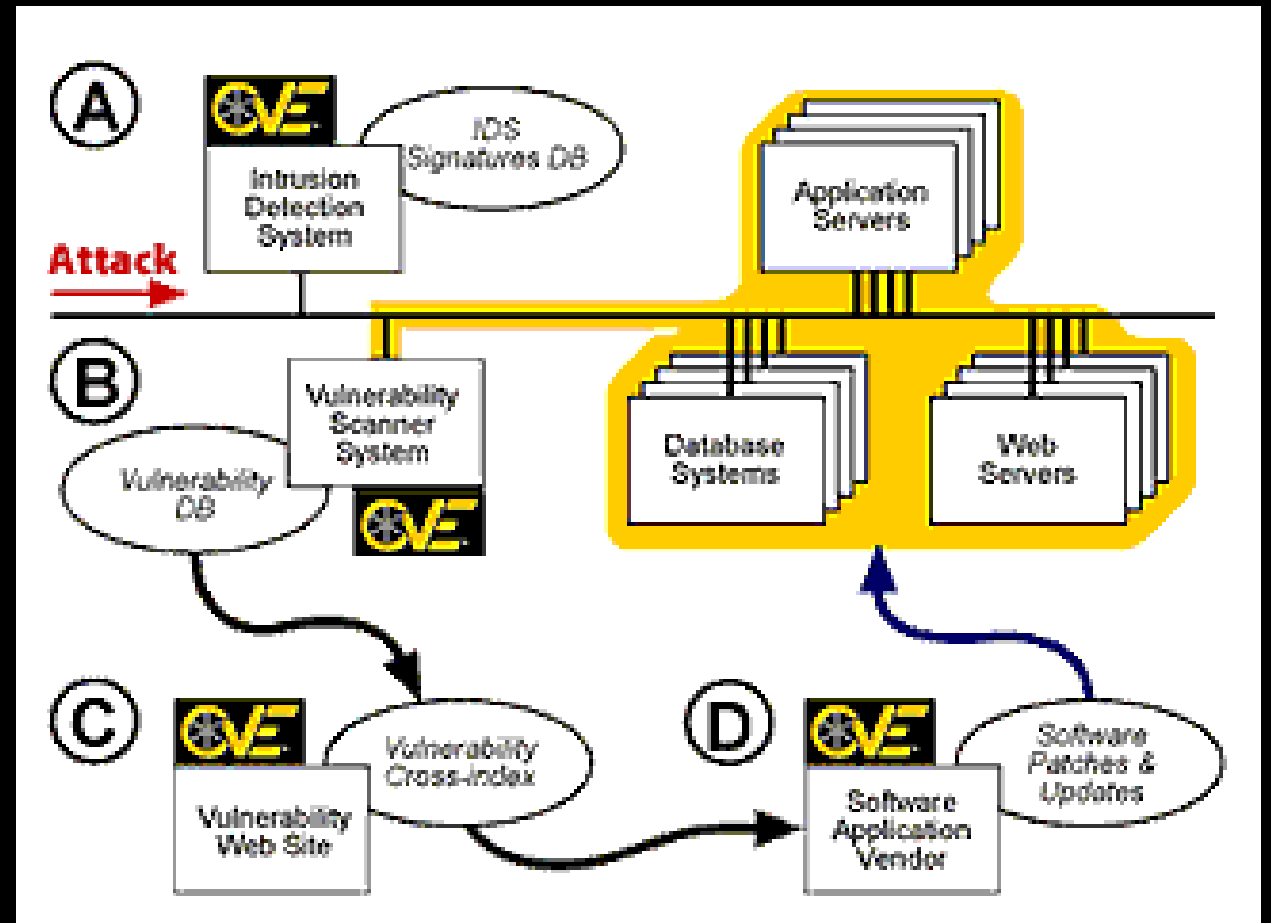 A
CVE
IDS
Signatures DB
Intrusion
Detection
System
Application
Servers
Attack
B
Vulnerability
Scanner
System
Vulnerability
DB
CVE
Database
Systems
Web
Servers
C
CVE
Vulnerability
Cross-index
Vulnerability
Web Site
D
CVE
Software
Patches &
Updates
Software
Application
Vendor